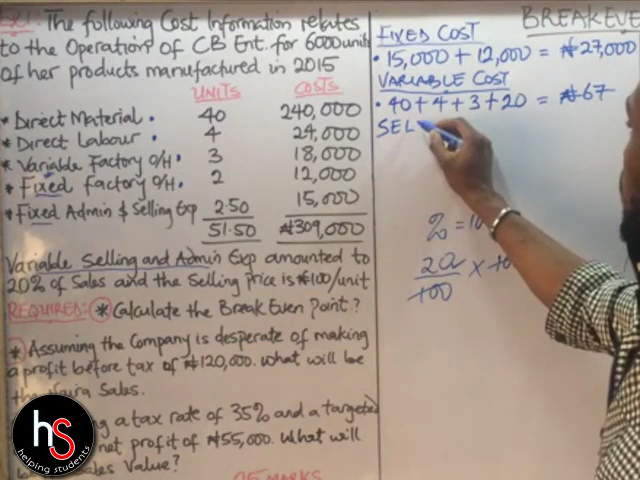 EX1. The following Cost Information relates
to the Operations of CB Ent. for 6000 units
of her products manufactured in 2015
UNITS COSTS
* Direct Material. 40 240,000
* Direct Labour. 4 24,000
* Variable Factory O/H. 3 18,000
* Fixed Factory O/H. 2 12,000
* Fixed Admin & Selling Exp 2.50 15,000
51.50 ₦309,000
Variable Selling and Admin Exp amounted to
20% of Sales and the Selling price is ₦100/unit
REQUIRED: * Calculate the Break Even Point?
* Assuming the Company is desperate of making
a profit before tax of ₦120,000. What will be
the Naira Sales.
a tax rate of 35% and a targeted
net profit of ₦55,000. What will
Sales Value?
BREAKEVE
FIXED COST
• 15,000 + 12,000 = ₦27,000
VARIABLE COST
• 40 + 4 + 3 + 20 = ₦67
SEL
% = 10
20/100 × 10
hs
helping students